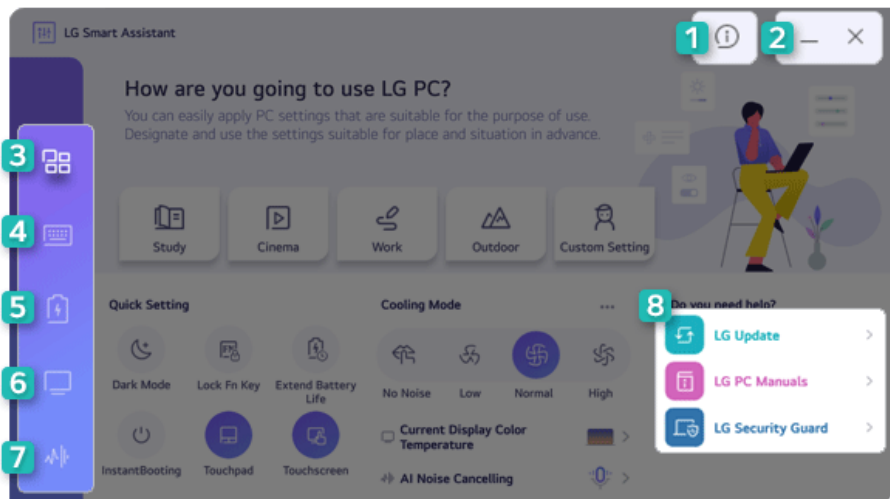 LG Smart Assistant
1
2
How are you going to use LG PC?
You can easily apply PC settings that are suitable for the purpose of use.
Designate and use the settings suitable for place and situation in advance.
3
4
5
6
7
Study
Cinema
Work
Outdoor
Custom Setting
Quick Setting
Dark Mode
Lock Fn Key
Extend Battery
Life
InstantBooting
Touchpad
Touchscreen
Cooling Mode
...
No Noise
Low
Normal
High
Current Display Color
Temperature
AI Noise Cancelling
8
Do you need help?
LG Update
LG PC Manuals
LG Security Guard